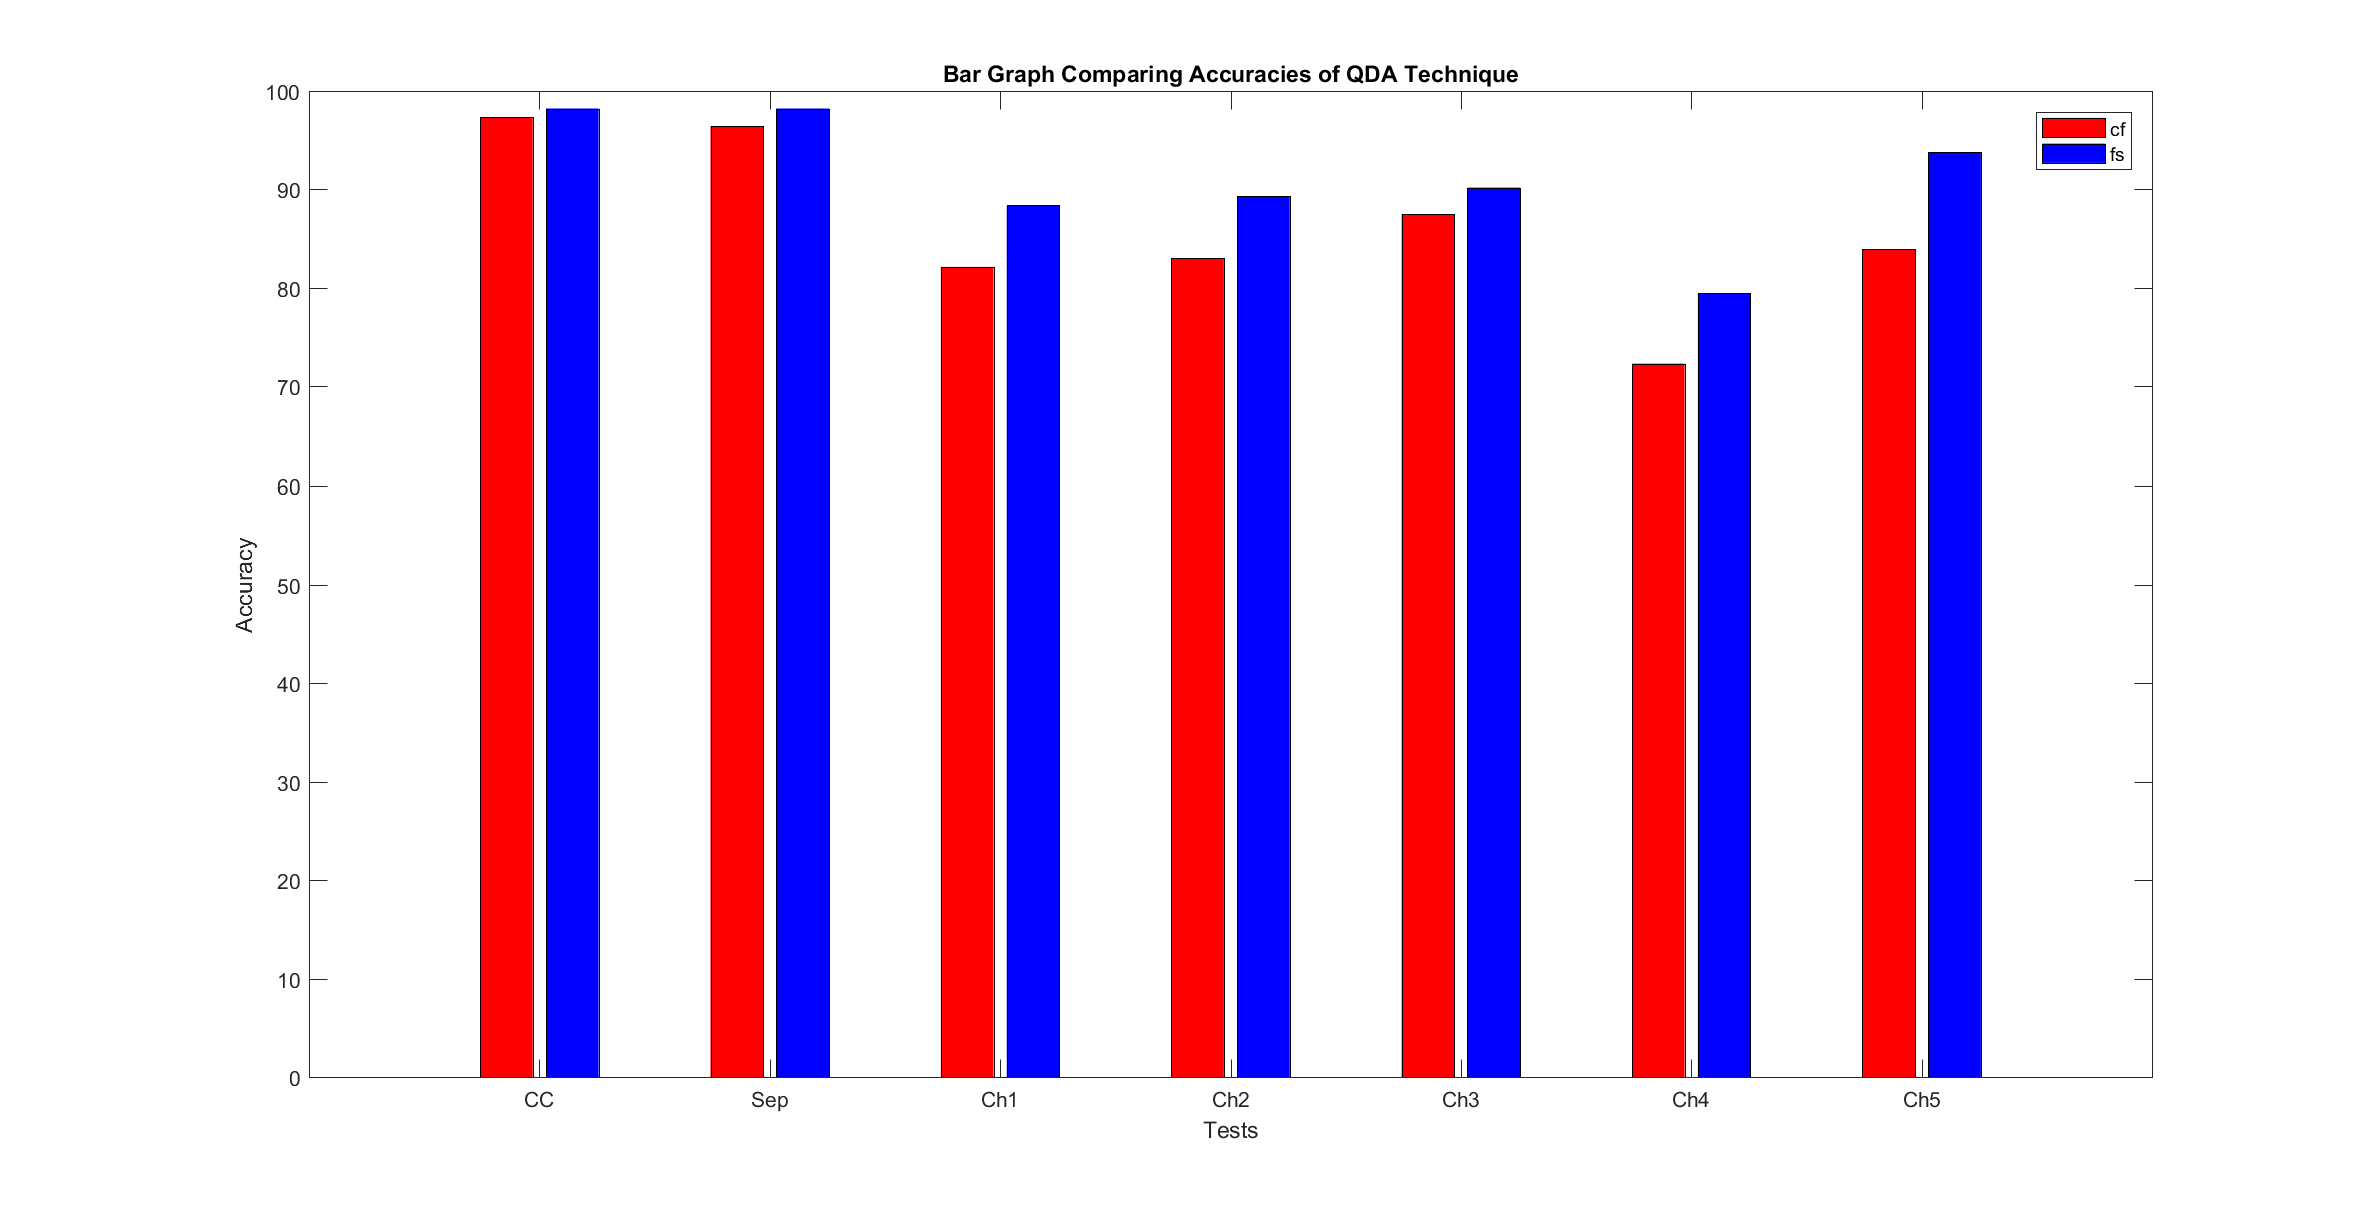 Bar Graph Comparing Accuracies of QDA Technique
100
90
80
70
60
50
40
30
20
10
0
Accuracy
cf
fs
CC Sep Ch1 Ch2 Ch3 Ch4 Ch5
Tests